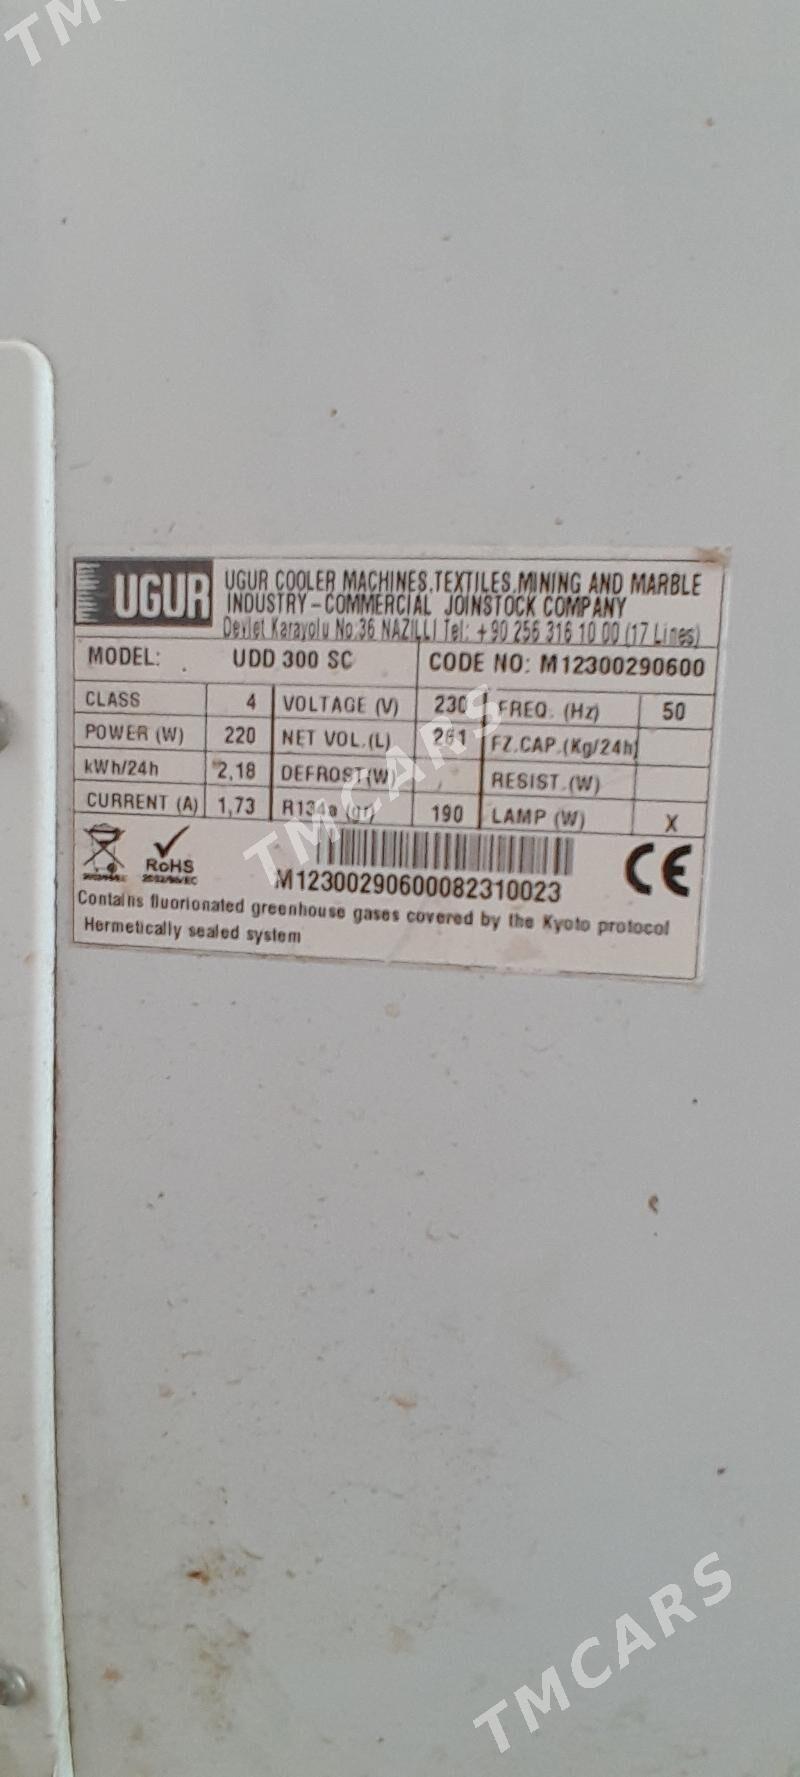 TMCARS
UGUR
UGUR COOLER MACHINES,TEXTILES,MINING AND MARBLE
INDUSTRY-COMMERCIAL JOINSTOCK COMPANY
Devlet Karayolu No:36 NAZILLI Tel: +90 256 316 10 00 (17 Lines)
MODEL: UDD 300 SC CODE NO: M12300290600
CLASS 4 VOLTAGE (V) 230 FREQ. (Hz) 50
POWER (W) 220 NET VOL.(L) 261 FZ.CAP.(Kg/24h)
kWh/24h 2,18 DEFROST(W) RESIST.(W)
CURRENT (A) 1,73 R134a (gr) 190 LAMP (W) X
TMCARS
RoHS
CE
M12300290600082310023
Contains fluorionated greenhouse gases covered by the Kyoto protocol
Hermetically sealed system
TMCARS